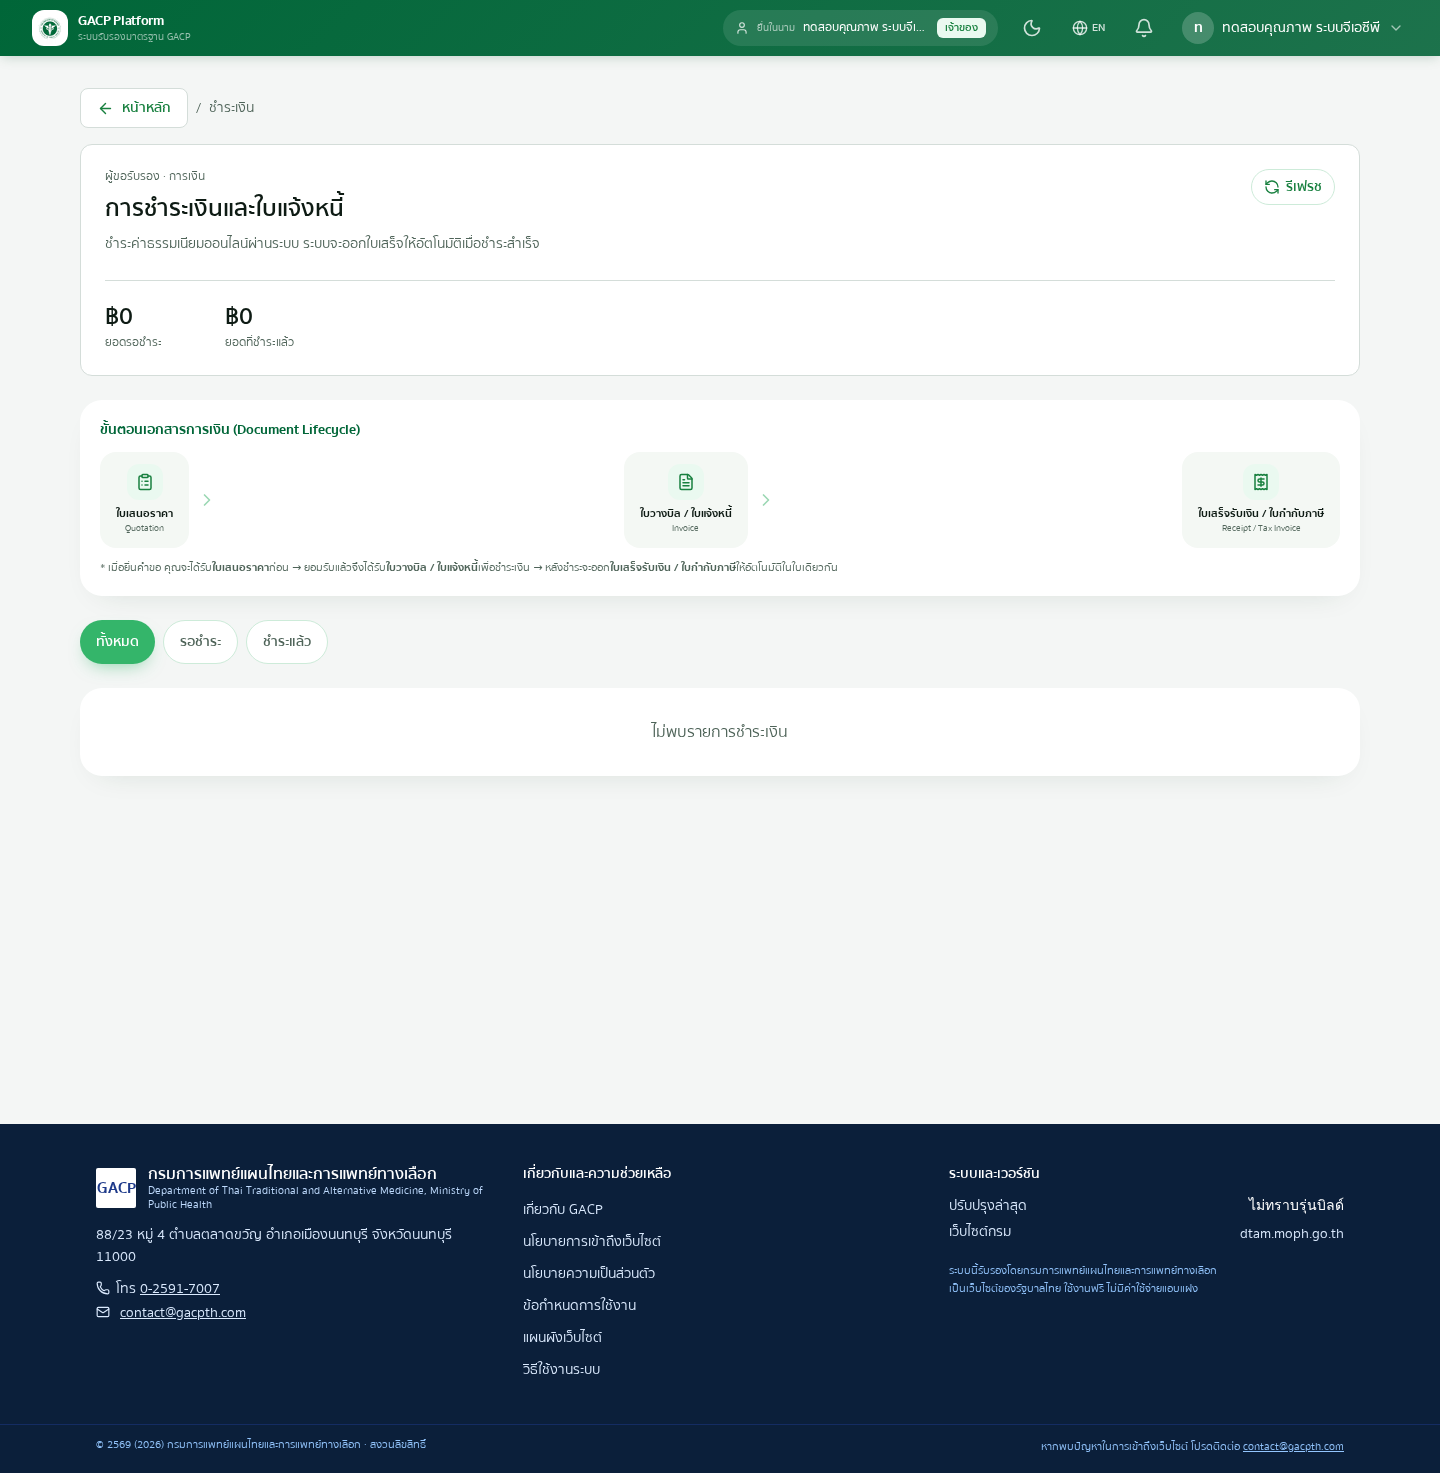 GACP Platform
ระบบรับรองมาตรฐาน GACP
ยื่นในนาม ทดสอบคุณภาพ ระบบจีเ... เจ้าของ
EN
ท ทดสอบคุณภาพ ระบบจีเอซีพี
หน้าหลัก / ชำระเงิน
ผู้ขอรับรอง · การเงิน
การชำระเงินและใบแจ้งหนี้
ชำระค่าธรรมเนียมออนไลน์ผ่านระบบ ระบบจะออกใบเสร็จให้อัตโนมัติเมื่อชำระสำเร็จ
รีเฟรช
฿0 ฿0
ยอดรอชำระ ยอดที่ชำระแล้ว
ขั้นตอนเอกสารการเงิน (Document Lifecycle)
ใบเสนอราคา
Quotation
ใบวางบิล / ใบแจ้งหนี้
Invoice
ใบเสร็จรับเงิน / ใบกำกับภาษี
Receipt / Tax Invoice
* เมื่อยื่นคำขอ คุณจะได้รับใบเสนอราคาก่อน → ยอมรับแล้วจึงได้รับใบวางบิล / ใบแจ้งหนี้เพื่อชำระเงิน → หลังชำระจะออกใบเสร็จรับเงิน / ใบกำกับภาษีให้อัตโนมัติในใบเดียวกัน
ทั้งหมด รอชำระ ชำระแล้ว
ไม่พบรายการชำระเงิน
GACP
กรมการแพทย์แผนไทยและการแพทย์ทางเลือก
Department of Thai Traditional and Alternative Medicine, Ministry of
Public Health
88/23 หมู่ 4 ตำบลตลาดขวัญ อำเภอเมืองนนทบุรี จังหวัดนนทบุรี
11000
โทร 0-2591-7007
contact@gacpth.com
เกี่ยวกับและความช่วยเหลือ
เกี่ยวกับ GACP
นโยบายการเข้าถึงเว็บไซต์
นโยบายความเป็นส่วนตัว
ข้อกำหนดการใช้งาน
แผนผังเว็บไซต์
วิธีใช้งานระบบ
ระบบและเวอร์ชัน
ปรับปรุงล่าสุด ไม่ทราบรุ่นบิลด์
เว็บไซต์กรม dtam.moph.go.th
ระบบนี้รับรองโดยกรมการแพทย์แผนไทยและการแพทย์ทางเลือก
เป็นเว็บไซต์ของรัฐบาลไทย ใช้งานฟรี ไม่มีค่าใช้จ่ายแอบแฝง
© 2569 (2026) กรมการแพทย์แผนไทยและการแพทย์ทางเลือก · สงวนลิขสิทธิ์
หากพบปัญหาในการเข้าถึงเว็บไซต์ โปรดติดต่อ contact@gacpth.com